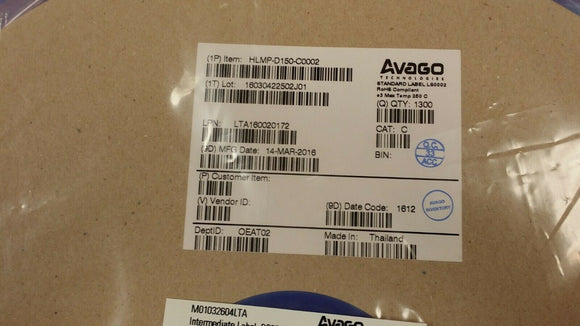 (1P) Item: HLMP-D150-C0002
AVAGO
TECHNOLOGIES
STANDARD LABEL LS0002
RoHS Compliant
e3 Max Temp 250 C
(1T) Lot: 16030422502J01
(Q) QTY: 1300
LPN: LTA160020172
CAT: C
(9D) MFG Date: 14-MAR-2016
BIN:
Q.C.
33
ACC.
(P) Customer Item:
(V) Vendor ID:
(9D) Date Code: 1612
AVAGO
INVENTORY
DeptID: OEAT02
Made In: Thailand
M01032604LTA
AVAGO
Intermediate Label